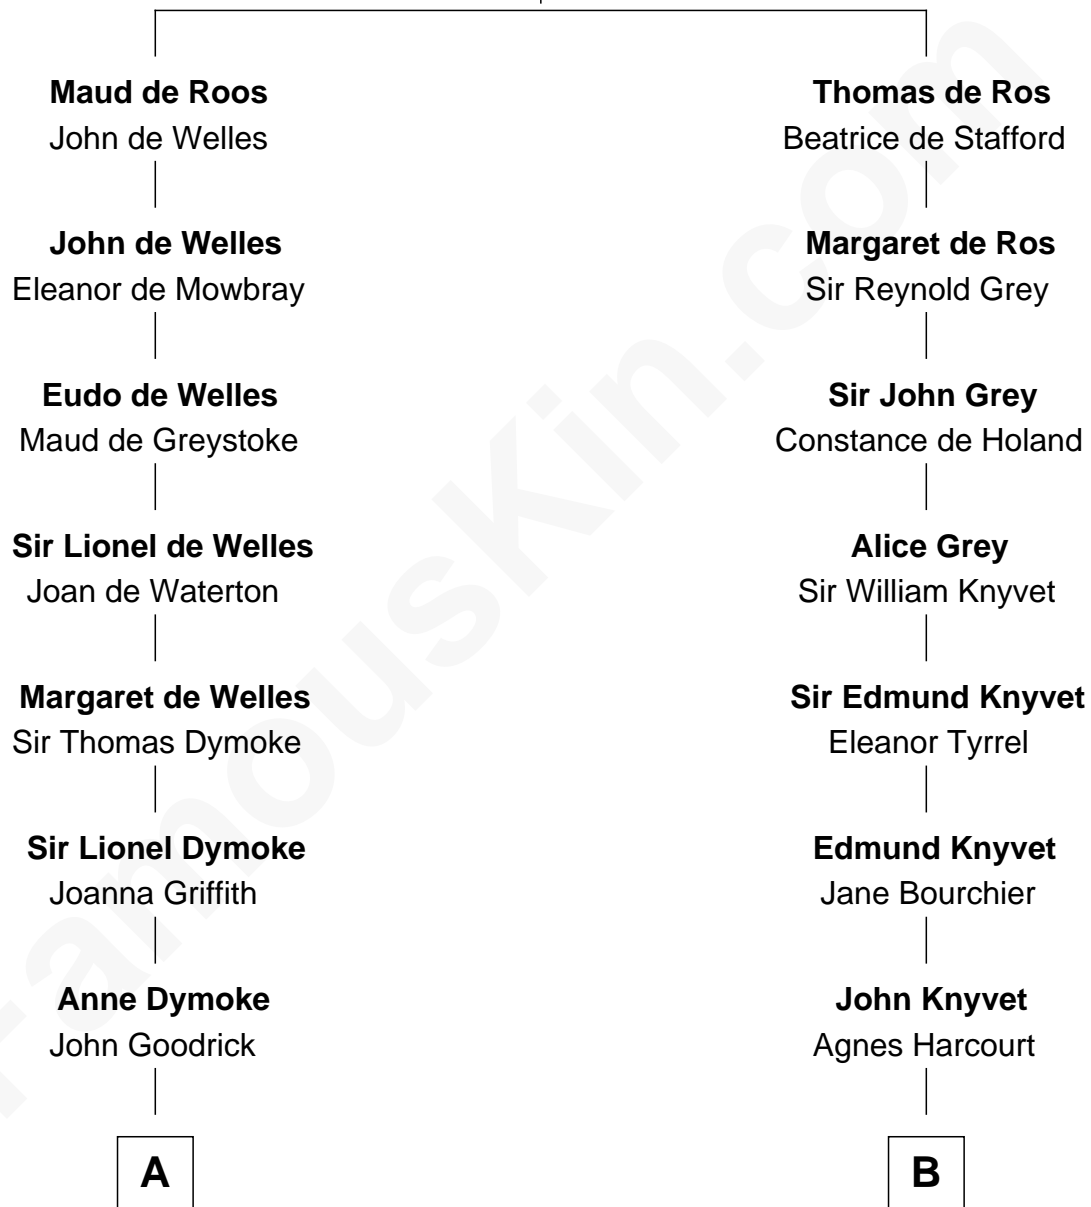 Maud de Roos
John de Welles
John de Welles
Eleanor de Mowbray
Eudo de Welles
Maud de Greystoke
Sir Lionel de Welles
Joan de Waterton
Margaret de Welles
Sir Thomas Dymoke
Sir Lionel Dymoke
Joanna Griffith
Anne Dymoke
John Goodrick
A
Thomas de Ros
Beatrice de Stafford
Margaret de Ros
Sir Reynold Grey
Sir John Grey
Constance de Holand
Alice Grey
Sir William Knyvet
Sir Edmund Knyvet
Eleanor Tyrrel
Edmund Knyvet
Jane Bourchier
John Knyvet
Agnes Harcourt
B
FamousKin.com